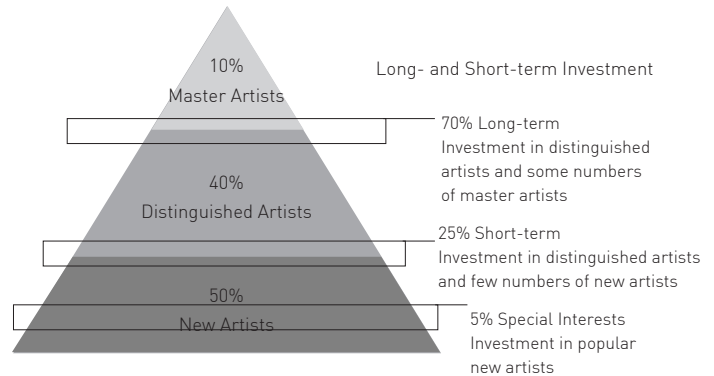 10%
Master Artists
Long- and Short-term Investment
70% Long-term
Investment in distinguished
artists and some numbers
of master artists
40%
Distinguished Artists
25% Short-term
Investment in distinguished artists
and few numbers of new artists
50%
New Artists
5% Special Interests
Investment in popular
new artists